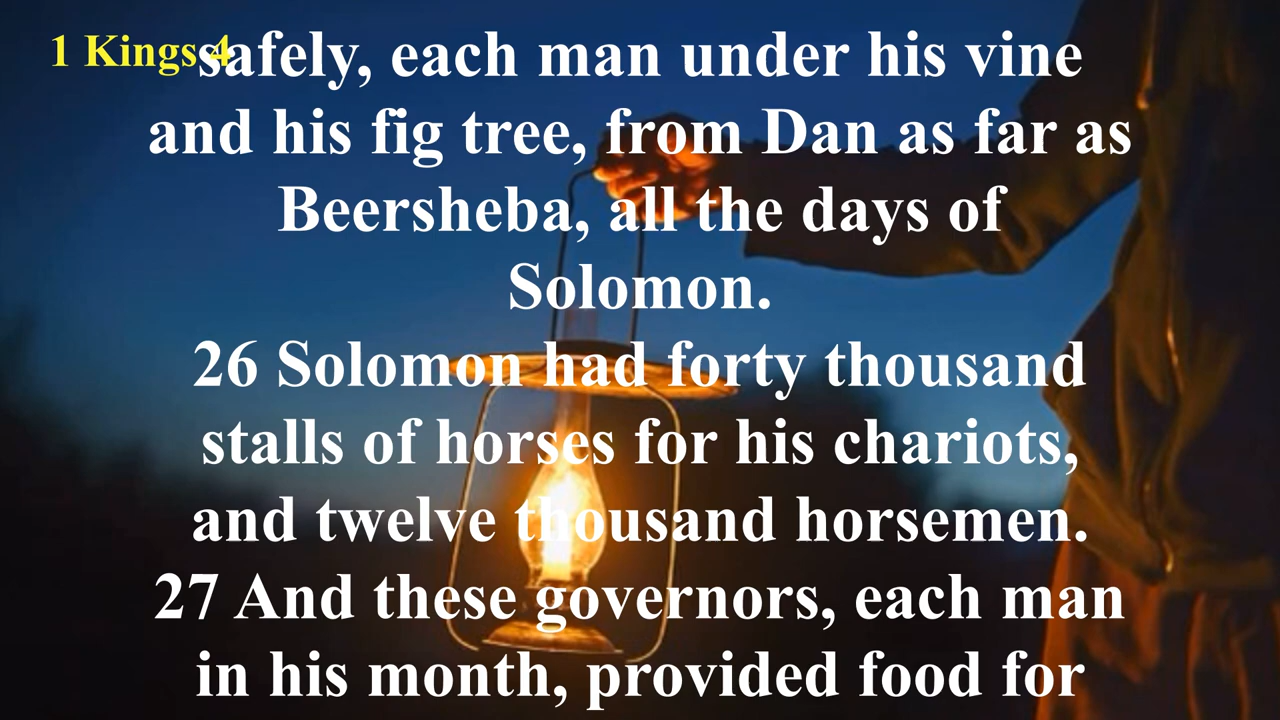 1 Kings 4
safely, each man under his vine
and his fig tree, from Dan as far as
Beersheba, all the days of
Solomon.
26 Solomon had forty thousand
stalls of horses for his chariots,
and twelve thousand horsemen.
27 And these governors, each man
in his month, provided food for